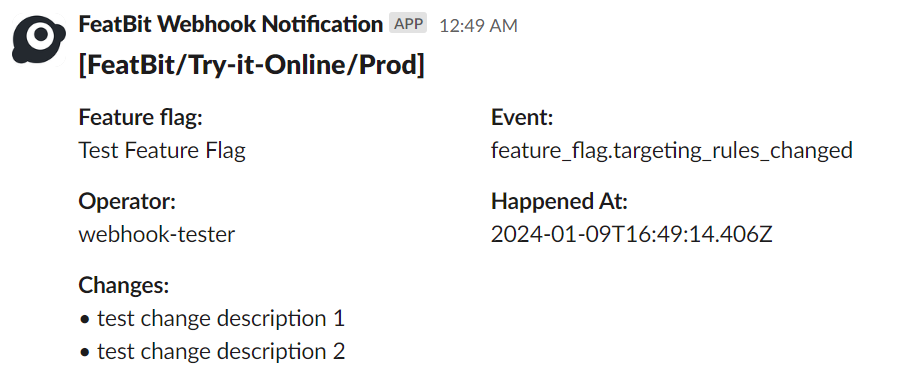 FeatBit Webhook Notification APP 12:49 AM
[FeatBit/Try-it-Online/Prod]
Feature flag:
Test Feature Flag
Event:
feature_flag.targeting_rules_changed
Operator:
webhook-tester
Happened At:
2024-01-09T16:49:14.406Z
Changes:
• test change description 1
• test change description 2